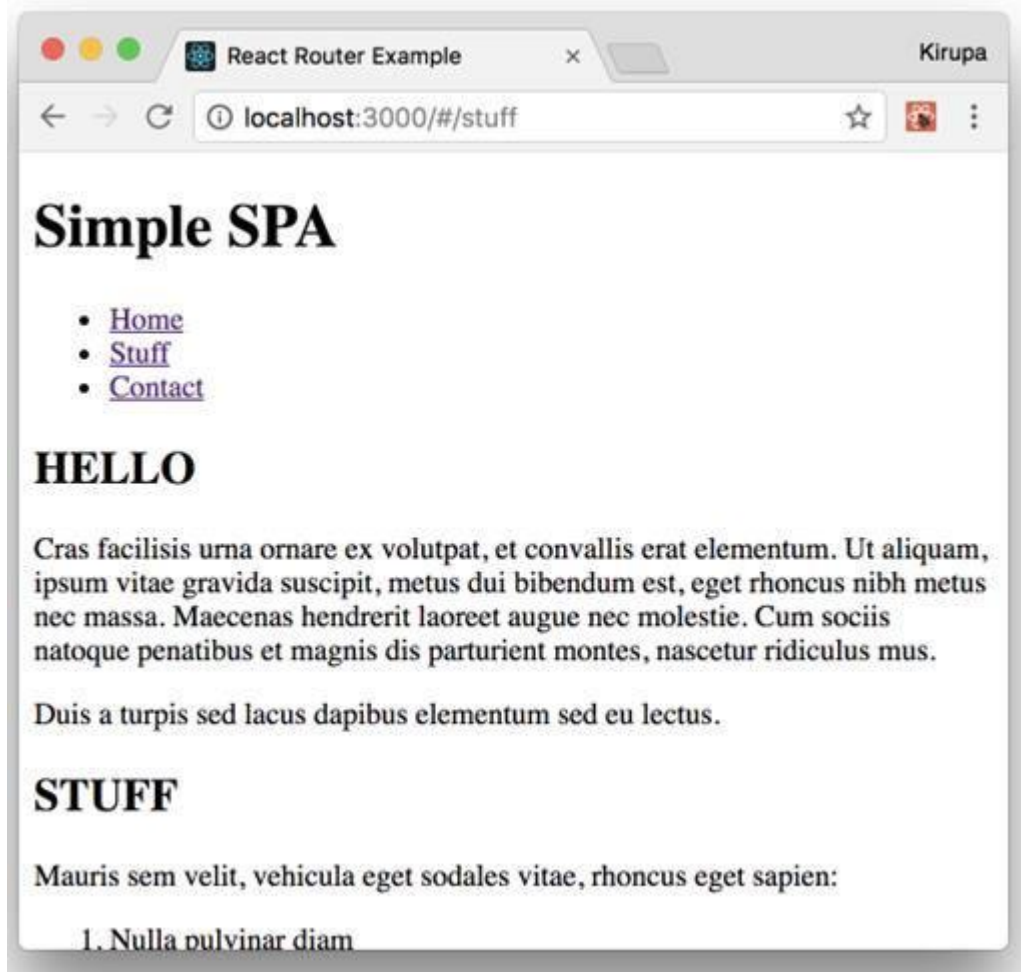 React Router Example
Kirupa
localhost:3000/#/stuff
Simple SPA
Home
Stuff
Contact
HELLO
Cras facilisis urna ornare ex volutpat, et convallis erat elementum. Ut aliquam,
ipsum vitae gravida suscipit, metus dui bibendum est, eget rhoncus nibh metus
nec massa. Maecenas hendrerit laoreet augue nec molestie. Cum sociis
natoque penatibus et magnis dis parturient montes, nascetur ridiculus mus.
Duis a turpis sed lacus dapibus elementum sed eu lectus.
STUFF
Mauris sem velit, vehicula eget sodales vitae, rhoncus eget sapien:
1. Nulla pulvinar diam